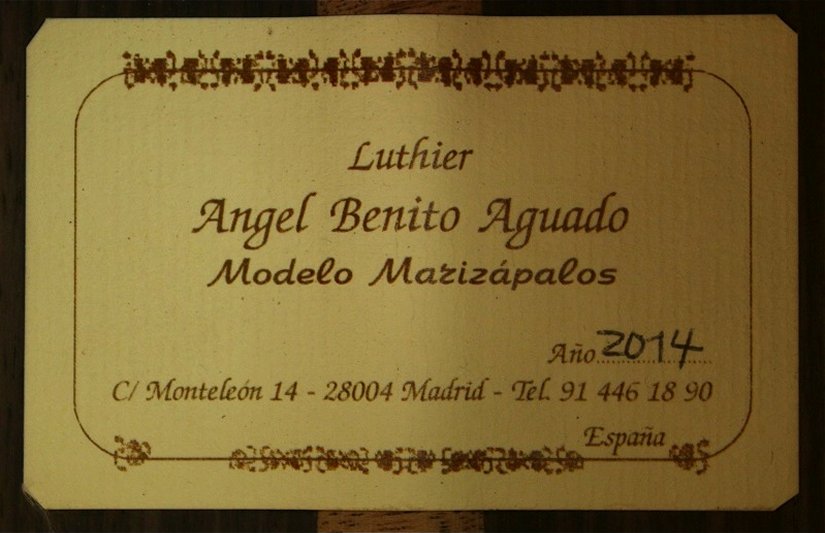 Luthier
Angel Benito Aguado
Modelo Marizápalos
Año 2014
C/ Monteleón 14 - 28004 Madrid - Tel. 91 446 18 90
España